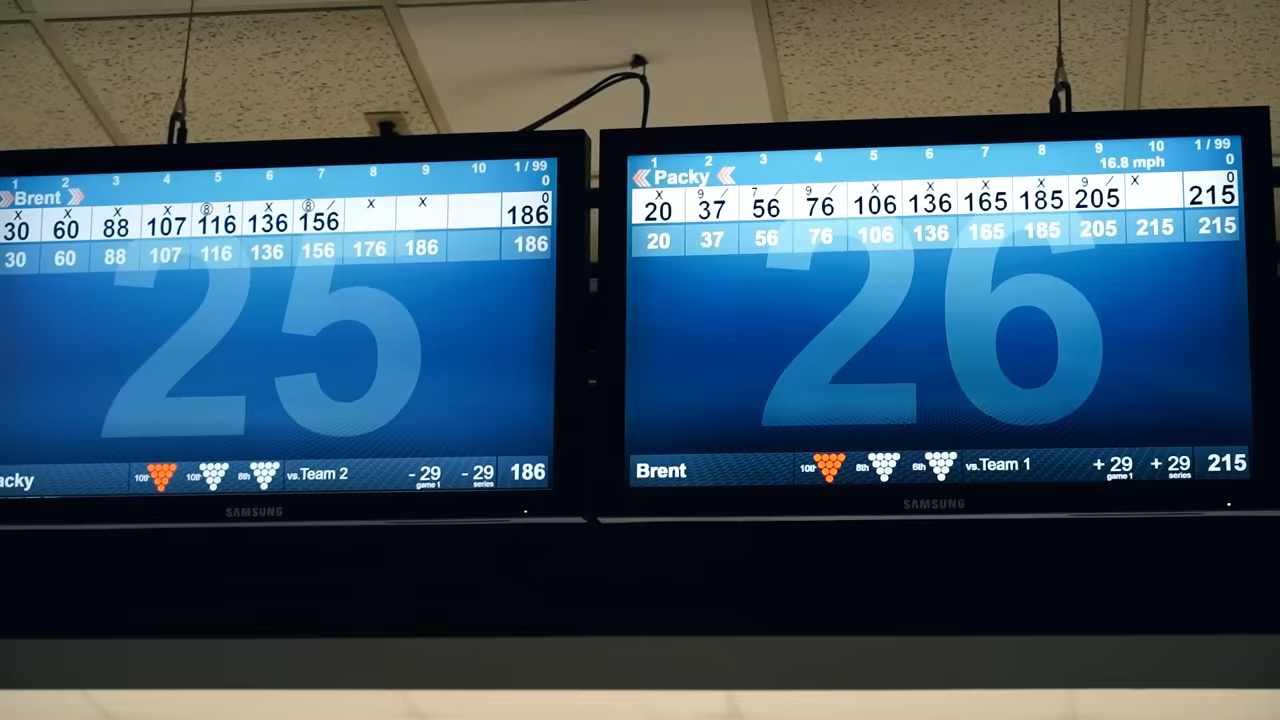 1 2 3 4 5 6 7 8 9 10 1 / 99
Brent 0
X X X X ⑧ 1 X ⑧ / X X 0
30 60 88 107 116 136 156 186
30 60 88 107 116 136 156 176 186 186
25
acky 10th 10th 8th vs. Team 2 - 29 game 1 - 29 series 186
SAMSUNG
1 2 3 4 5 6 7 8 9 10 1 / 99
Packy 16.8 mph 0
X 9 / 7 / 9 / X X X X 9 / X 0
20 37 56 76 106 136 165 185 205 215
20 37 56 76 106 136 165 185 205 215 215
26
Brent 10th 8th 6th vs. Team 1 + 29 game 1 + 29 series 215
SAMSUNG